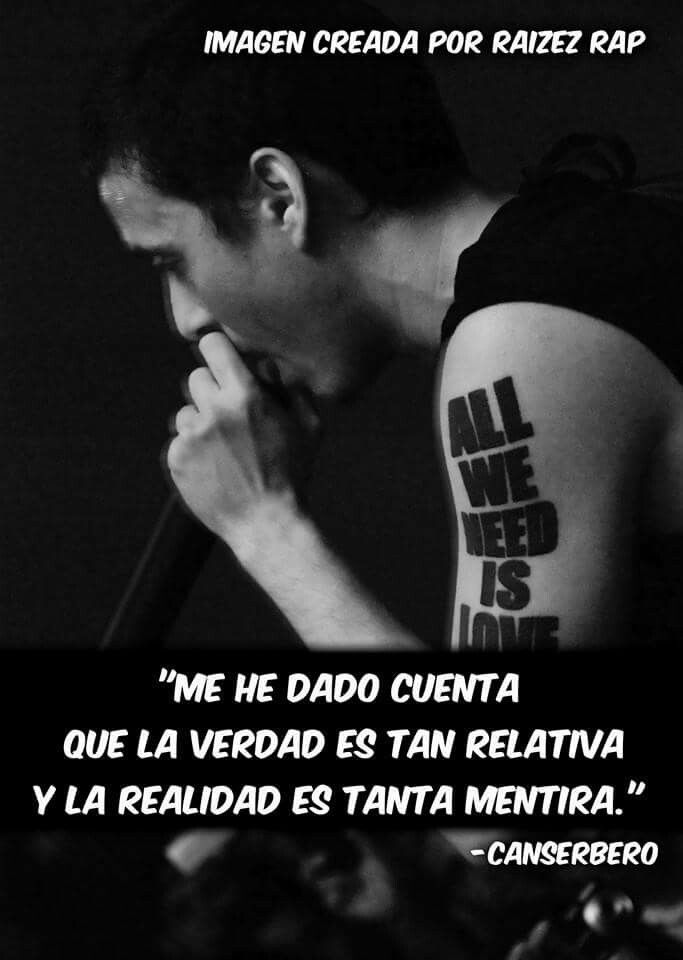 IMAGEN CREADA POR RAIZEZ RAP
ALL
WE
NEED
IS
LOVE
"ME HE DADO CUENTA
QUE LA VERDAD ES TAN RELATIVA
Y LA REALIDAD ES TANTA MENTIRA."
-CANSERBERO